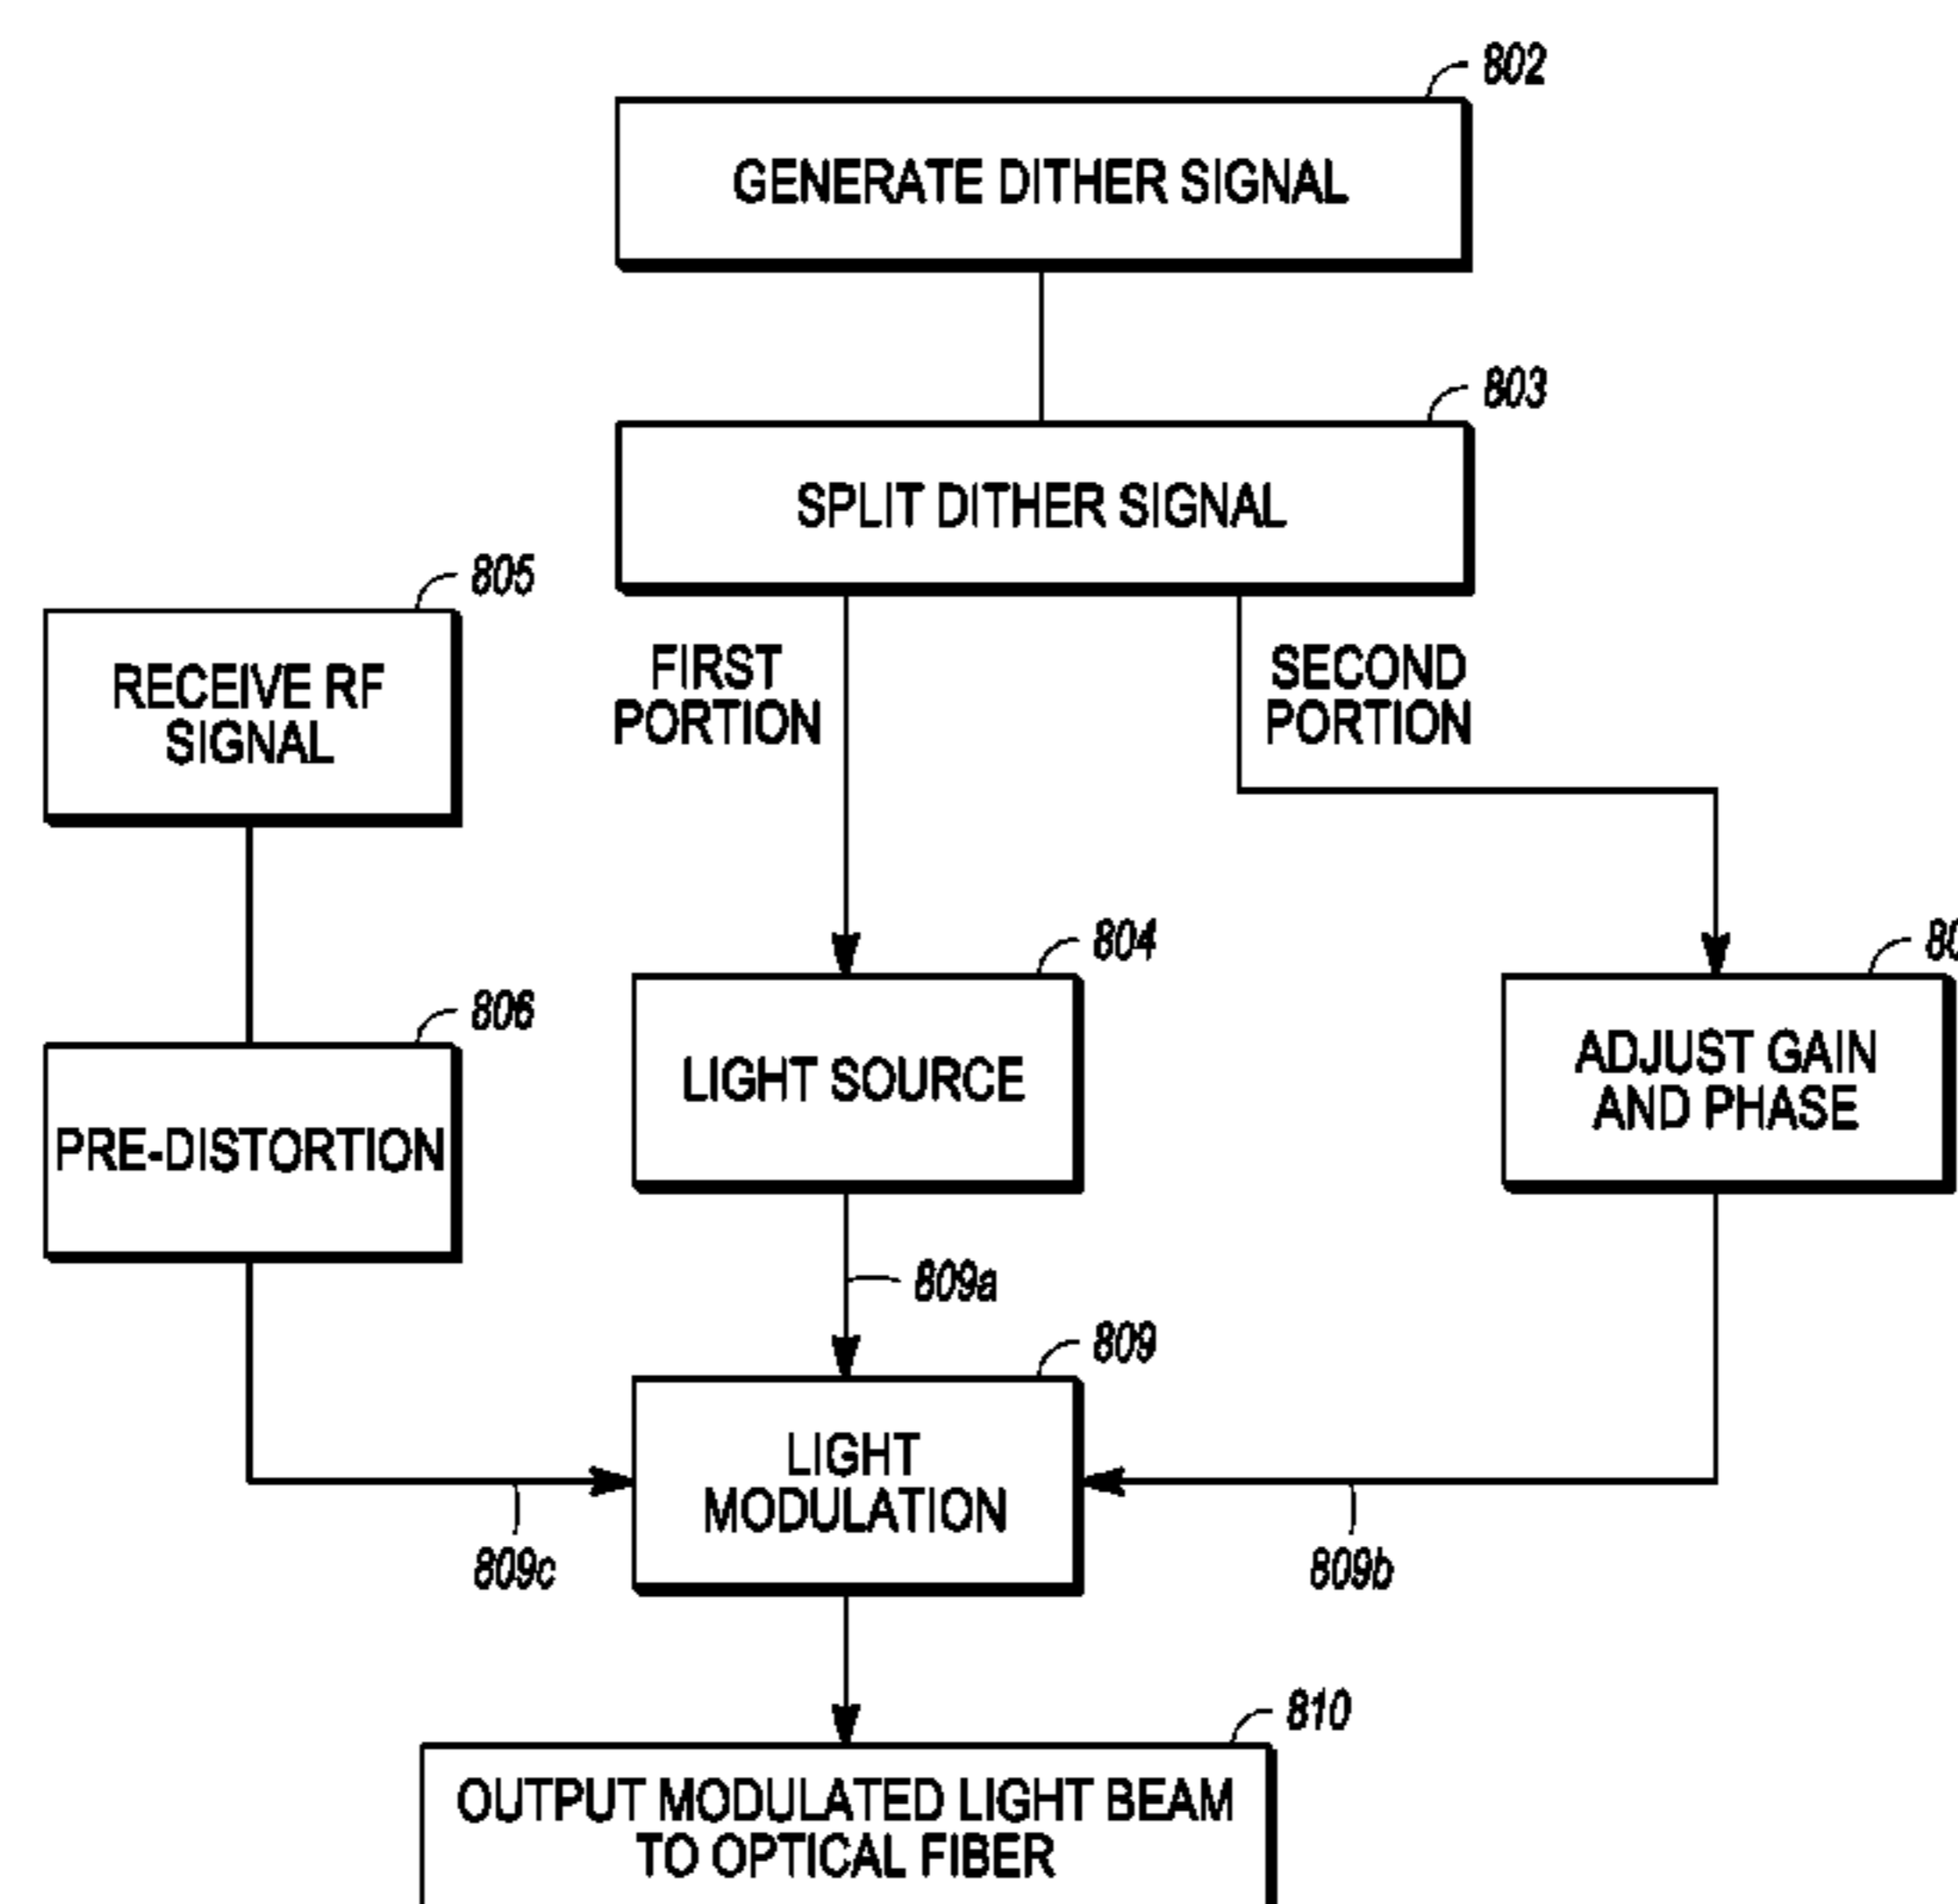 802
GENERATE DITHER SIGNAL
803
SPLIT DITHER SIGNAL
805
RECEIVE RF
SIGNAL
FIRST
PORTION
SECOND
PORTION
804
LIGHT SOURCE
ADJUST GAIN
AND PHASE
806
PRE-DISTORTION
809a
809
LIGHT
MODULATION
809c
809b
810
OUTPUT MODULATED LIGHT BEAM
TO OPTICAL FIBER